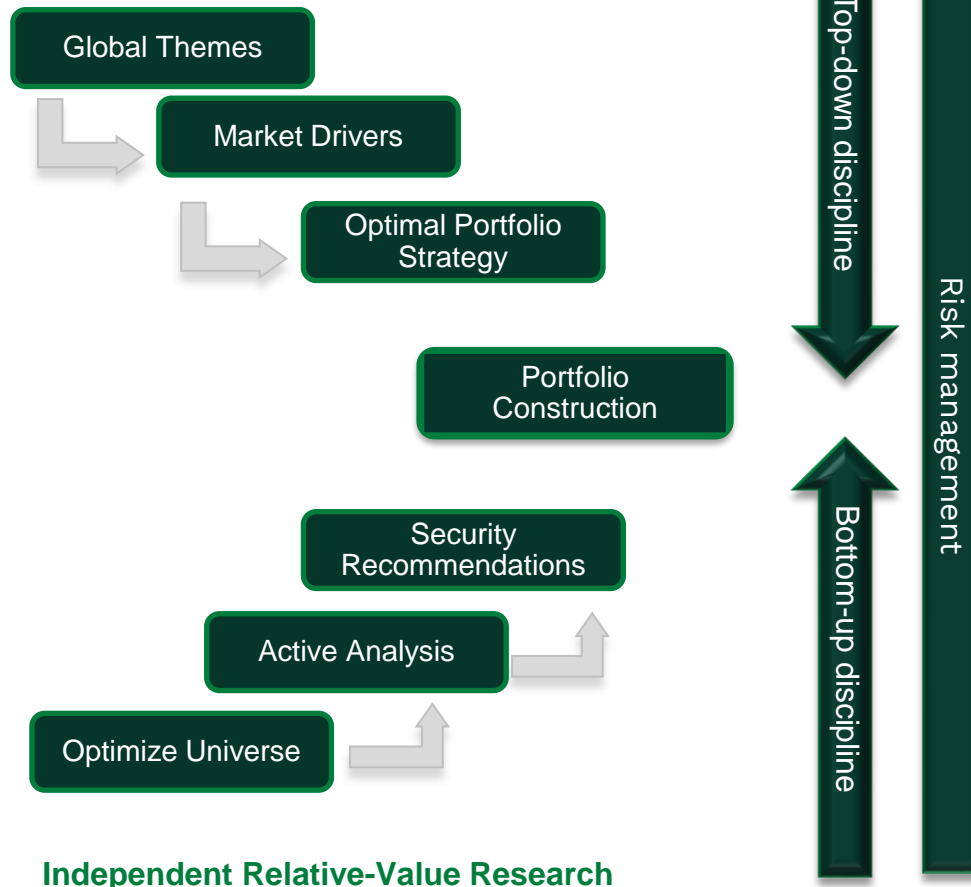 Global Themes
Market Drivers
Optimal Portfolio
Strategy
Portfolio
Construction
Security
Recommendations
Active Analysis
Optimize Universe
Independent Relative-Value Research
Top-down discipline
Bottom-up discipline
Risk management